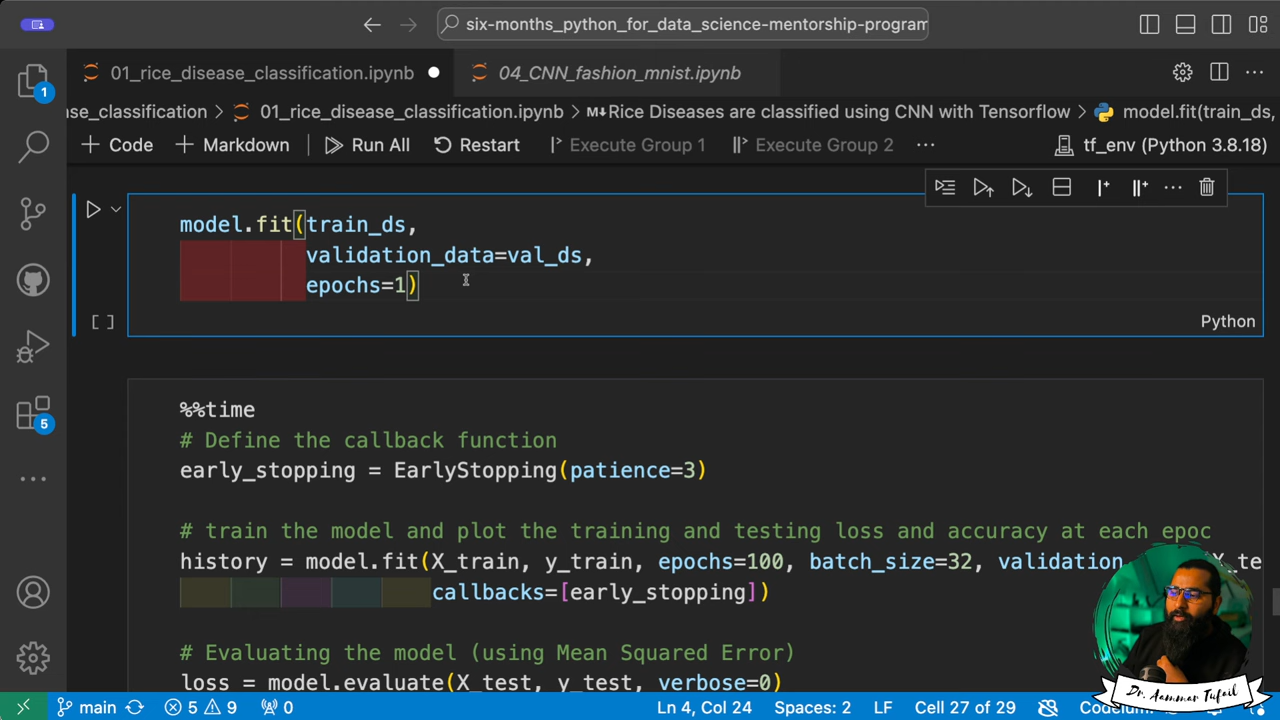 six-months_python_for_data_science-mentorship-program
01_rice_disease_classification.ipynb
04_CNN_fashion_mnist.ipynb
1
se_classification > 01_rice_disease_classification.ipynb > M↓Rice Diseases are classified using CNN with Tensorflow > model.fit(train_ds,
+ Code + Markdown Run All Restart Execute Group 1 Execute Group 2 ... tf_env (Python 3.8.18)
model.fit(train_ds,
validation_data=val_ds,
epochs=1)
[ ]
Python
%%time
# Define the callback function
early_stopping = EarlyStopping(patience=3)
5
# train the model and plot the training and testing loss and accuracy at each epoc
history = model.fit(X_train, y_train, epochs=100, batch_size=32, validation
callbacks=[early_stopping])
# Evaluating the model (using Mean Squared Error)
loss = model.evaluate(X_test, y_test, verbose=0)
Dr. Aammar Tufail
main 5 9 0 Ln 4, Col 24 Spaces: 2 LF Cell 27 of 29